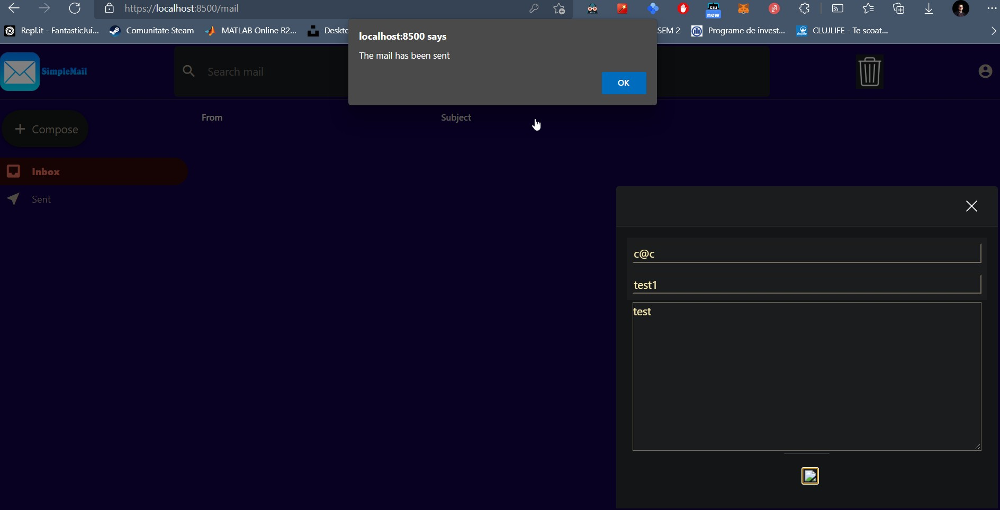 https://localhost:8500/mail
new
Repl.it - FantasticJui...
Comunitate Steam
MATLAB Online R2...
Deskto
SEM 2
Programe de invest...
CLUJLIFE - Te scoat...
localhost:8500 says
The mail has been sent
OK
SimpleMail
Search mail
From
Subject
Compose
Inbox
Sent
c@c
test1
test